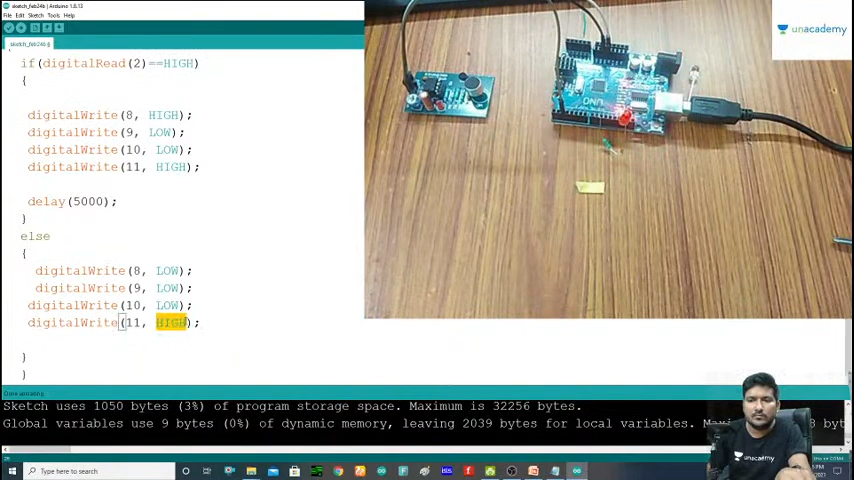 sketch_feb24b | Arduino 1.8.13
File Edit Sketch Tools Help
sketch_feb24b
if(digitalRead(2)==HIGH)
{
digitalWrite(8, HIGH);
digitalWrite(9, LOW);
digitalWrite(10, LOW);
digitalWrite(11, HIGH);
delay(5000);
}
else
{
digitalWrite(8, LOW);
digitalWrite(9, LOW);
digitalWrite(10, LOW);
digitalWrite(11, HIGH);
}
}
Done uploading.
Sketch uses 1050 bytes (3%) of program storage space. Maximum is 32256 bytes.
Global variables use 9 bytes (0%) of dynamic memory, leaving 2039 bytes for local variables.
Type here to search
unacademy
UNO
unacademy